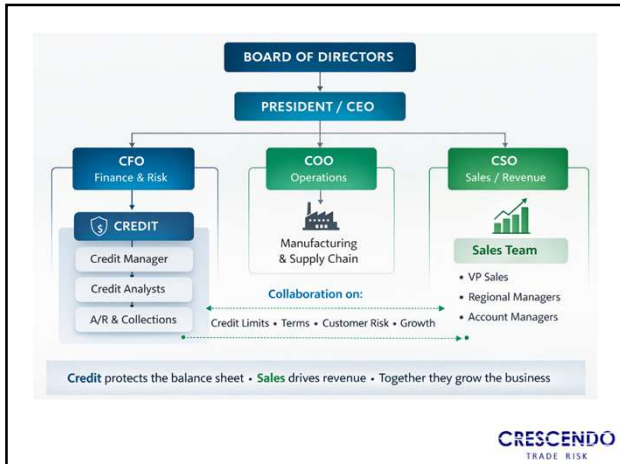 BOARD OF DIRECTORS
PRESIDENT / CEO
CFO
Finance & Risk
COO
Operations
CSO
Sales / Revenue
$ CREDIT
Credit Manager
Credit Analysts
A/R & Collections
Manufacturing
& Supply Chain
Sales Team
• VP Sales
• Regional Managers
• Account Managers
Collaboration on:
Credit Limits • Terms • Customer Risk • Growth
Credit protects the balance sheet • Sales drives revenue • Together they grow the business
CRESCENDO
TRADE RISK